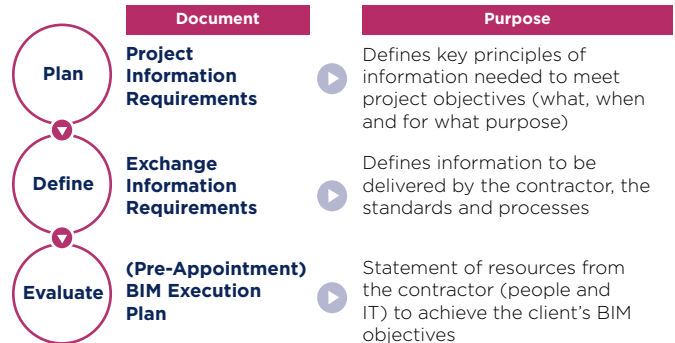 Document
Purpose
Plan
Project
Information
Requirements
Defines key principles of
information needed to meet
project objectives (what, when
and for what purpose)
Define
Exchange
Information
Requirements
Defines information to be
delivered by the contractor, the
standards and processes
Evaluate
(Pre-Appointment)
BIM Execution
Plan
Statement of resources from
the contractor (people and
IT) to achieve the client’s BIM
objectives